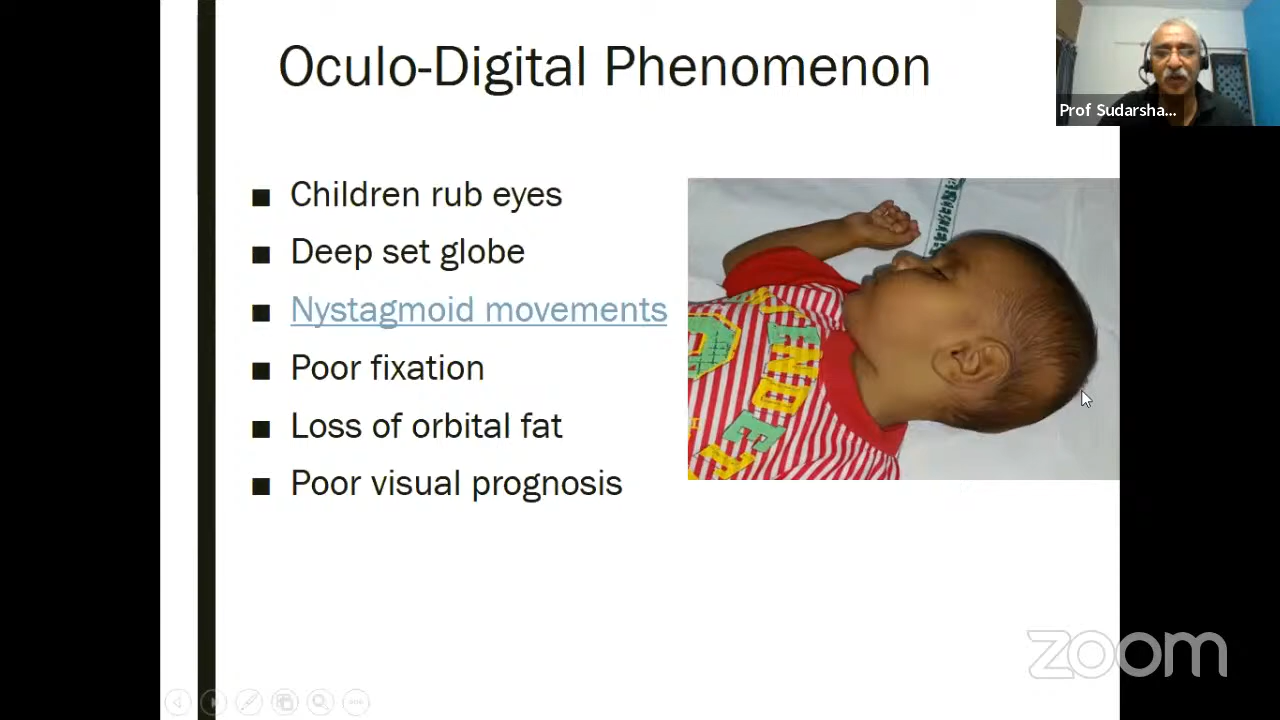 Oculo-Digital Phenomenon
Prof Sudarsha...
Children rub eyes
Deep set globe
Nystagmoid movements
Poor fixation
Loss of orbital fat
Poor visual prognosis
zoom